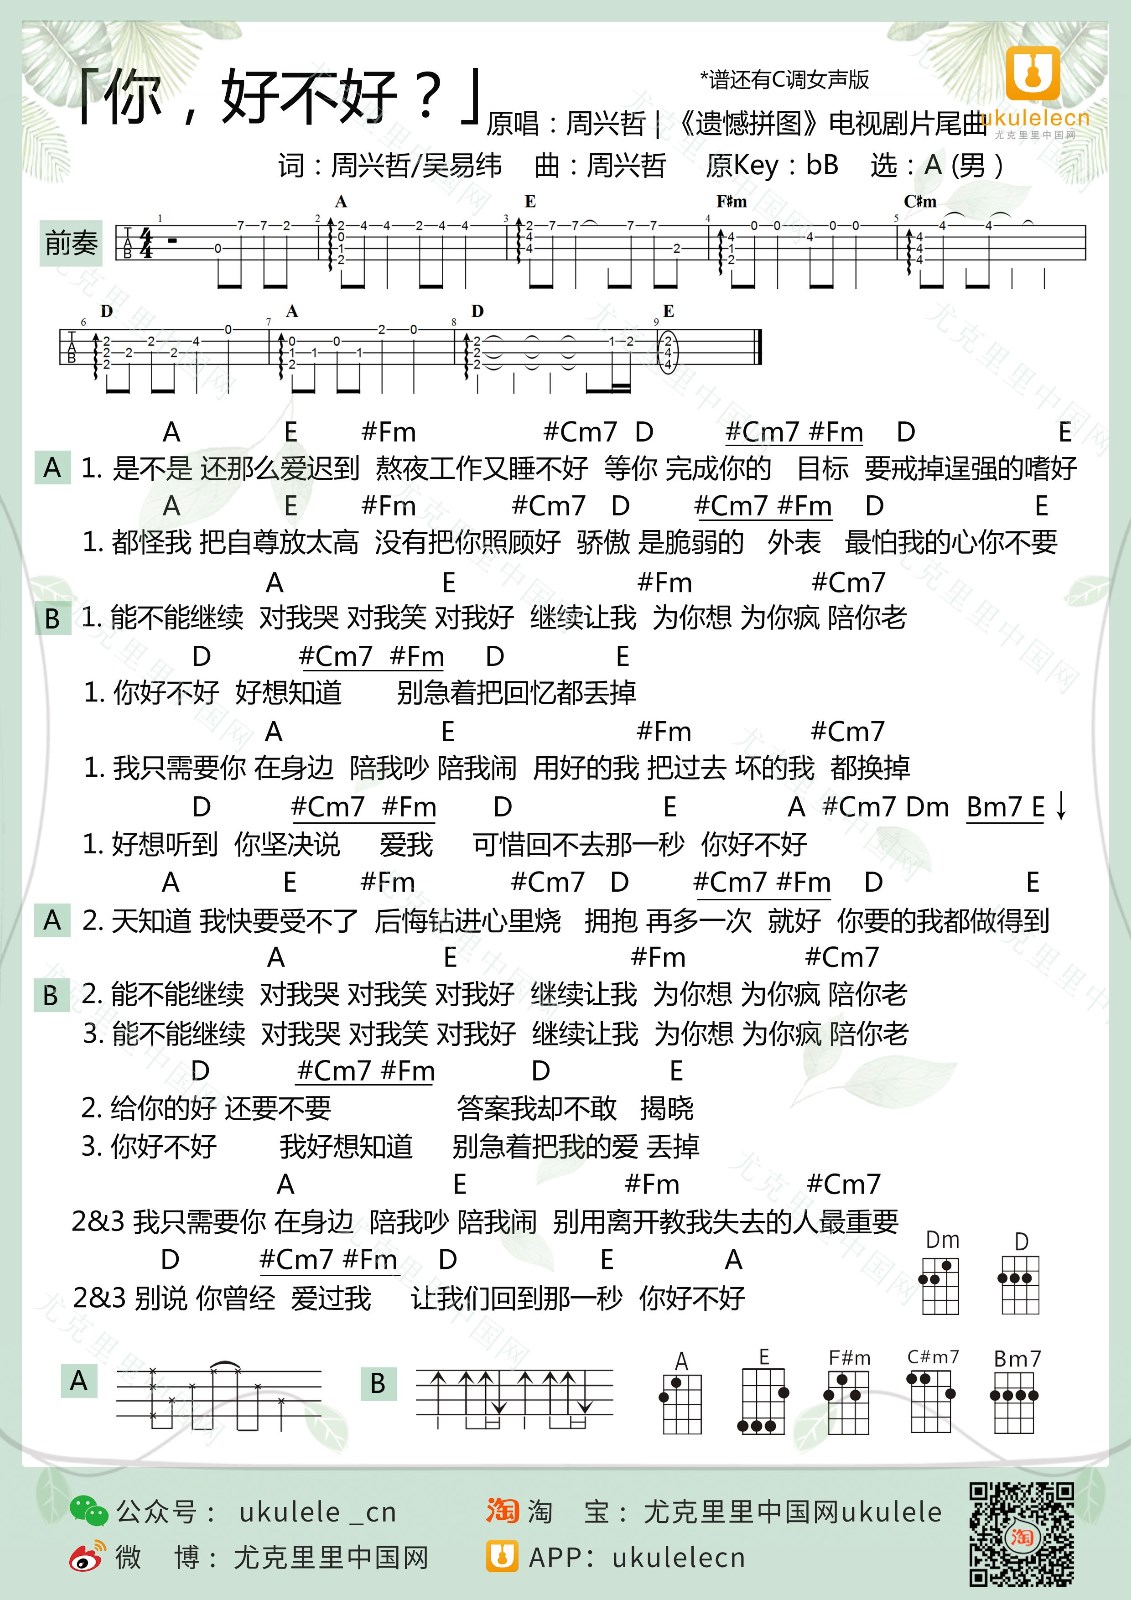 「你，好不好？」
*谱还有C调女声版
原唱：周兴哲丨《遗憾拼图》电视剧片尾曲
ukulelecn
尤克里里中国网
词：周兴哲/吴易纬 曲：周兴哲 原Key：bB 选：A (男)
前奏
A E F#m C#m
D A D E
A E #Fm #Cm7 D #Cm7 #Fm D E
A 1. 是不是 还那么爱迟到 熬夜工作又睡不好 等你 完成你的 目标 要戒掉逞强的嗜好
A E #Fm #Cm7 D #Cm7 #Fm D E
1. 都怪我 把自尊放太高 没有把你照顾好 骄傲 是脆弱的 外表 最怕我的心你不要
A E #Fm #Cm7
B 1. 能不能继续 对我哭 对我笑 对我好 继续让我 为你想 为你疯 陪你老
D #Cm7 #Fm D E
1. 你好不好 好想知道 别急着把回忆都丢掉
A E #Fm #Cm7
1. 我只需要你 在身边 陪我吵 陪我闹 用好的我 把过去 坏的我 都换掉
D #Cm7 #Fm D E A #Cm7 Dm Bm7 E↓
1. 好想听到 你坚决说 爱我 可惜回不去那一秒 你好不好
A E #Fm #Cm7 D #Cm7 #Fm D E
A 2. 天知道 我快要受不了 后悔钻进心里烧 拥抱 再多一次 就好 你要的我都做得到
A E #Fm #Cm7
B 2. 能不能继续 对我哭 对我笑 对我好 继续让我 为你想 为你疯 陪你老
3. 能不能继续 对我哭 对我笑 对我好 继续让我 为你想 为你疯 陪你老
D #Cm7 #Fm D E
2. 给你的好 还要不要 答案我却不敢 揭晓
3. 你好不好 我好想知道 别急着把我的爱 丢掉
A E #Fm #Cm7
2&3 我只需要你 在身边 陪我吵 陪我闹 别用离开教我失去的人最重要
D #Cm7 #Fm D E A
2&3 别说 你曾经 爱过我 让我们回到那一秒 你好不好
Dm D
A B
A E F#m C#m7 Bm7
公众号： ukulele _cn
淘 宝：尤克里里中国网ukulele
微 博：尤克里里中国网
APP：ukulelecn
淘